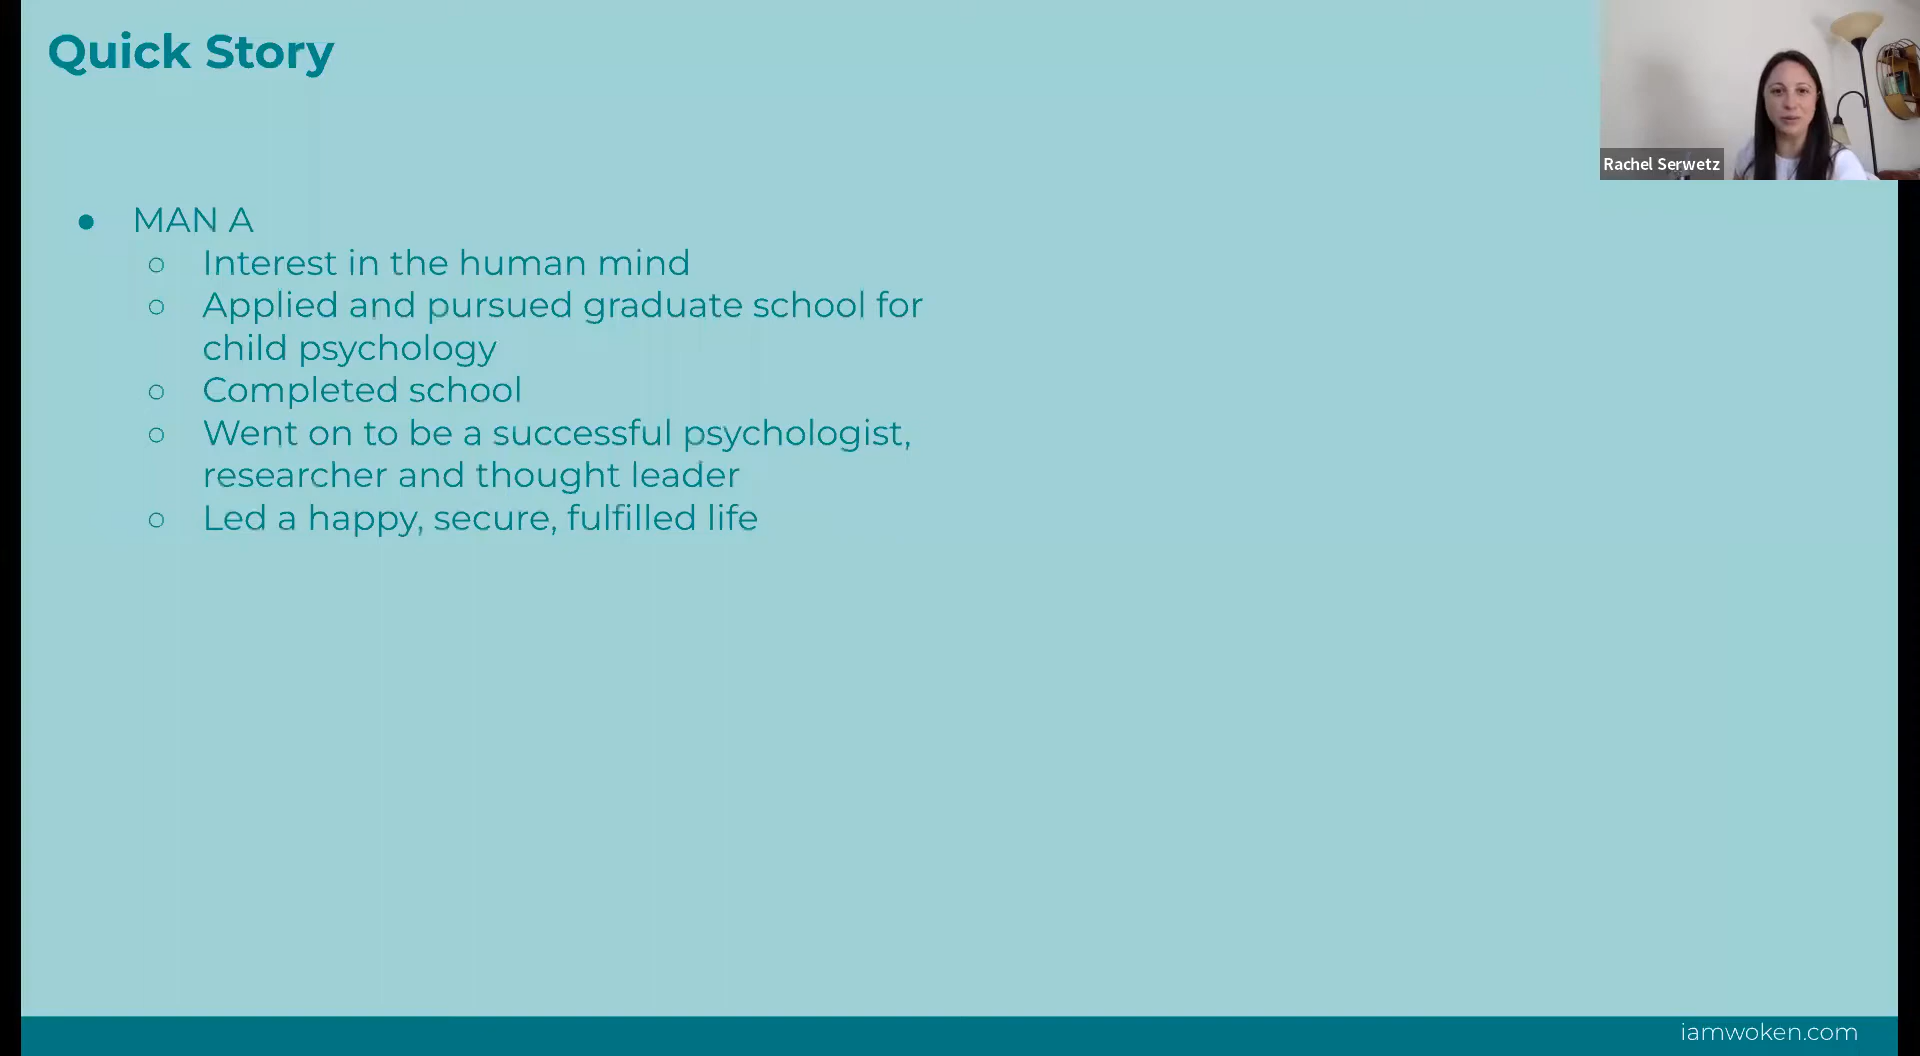 Quick Story
Rachel Serwetz
● MAN A
○ Interest in the human mind
○ Applied and pursued graduate school for
child psychology
○ Completed school
○ Went on to be a successful psychologist,
researcher and thought leader
○ Led a happy, secure, fulfilled life
iamwoken.com